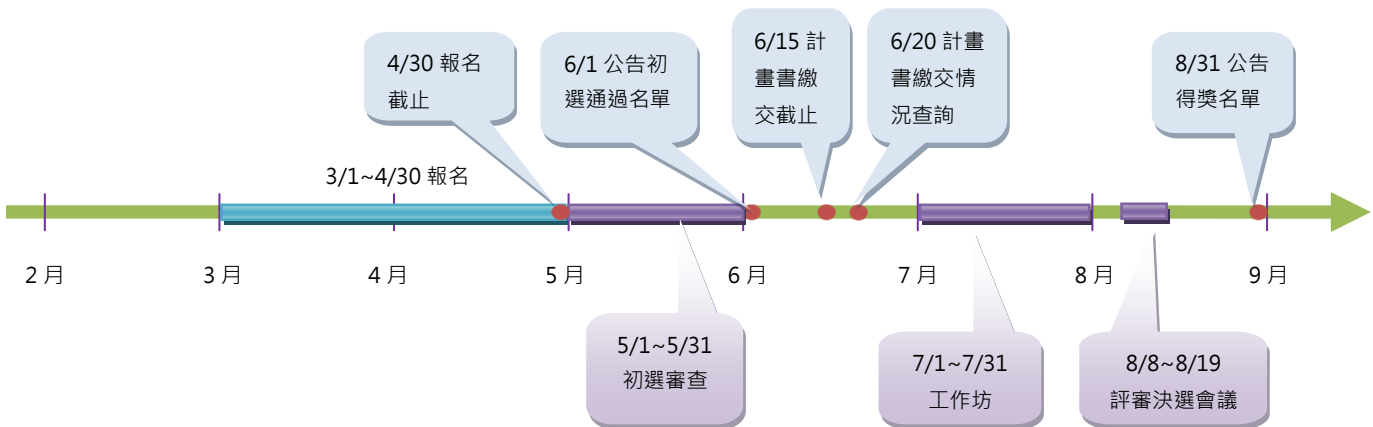 4/30 報名
截止
6/1 公告初
選通過名單
6/15 計
畫書繳
交截止
6/20 計畫
書繳交情
況查詢
8/31 公告
得獎名單
3/1~4/30 報名
2 月
3 月
4 月
5 月
6 月
7 月
8 月
9 月
5/1~5/31
初選審查
7/1~7/31
工作坊
8/8~8/19
評審決選會議